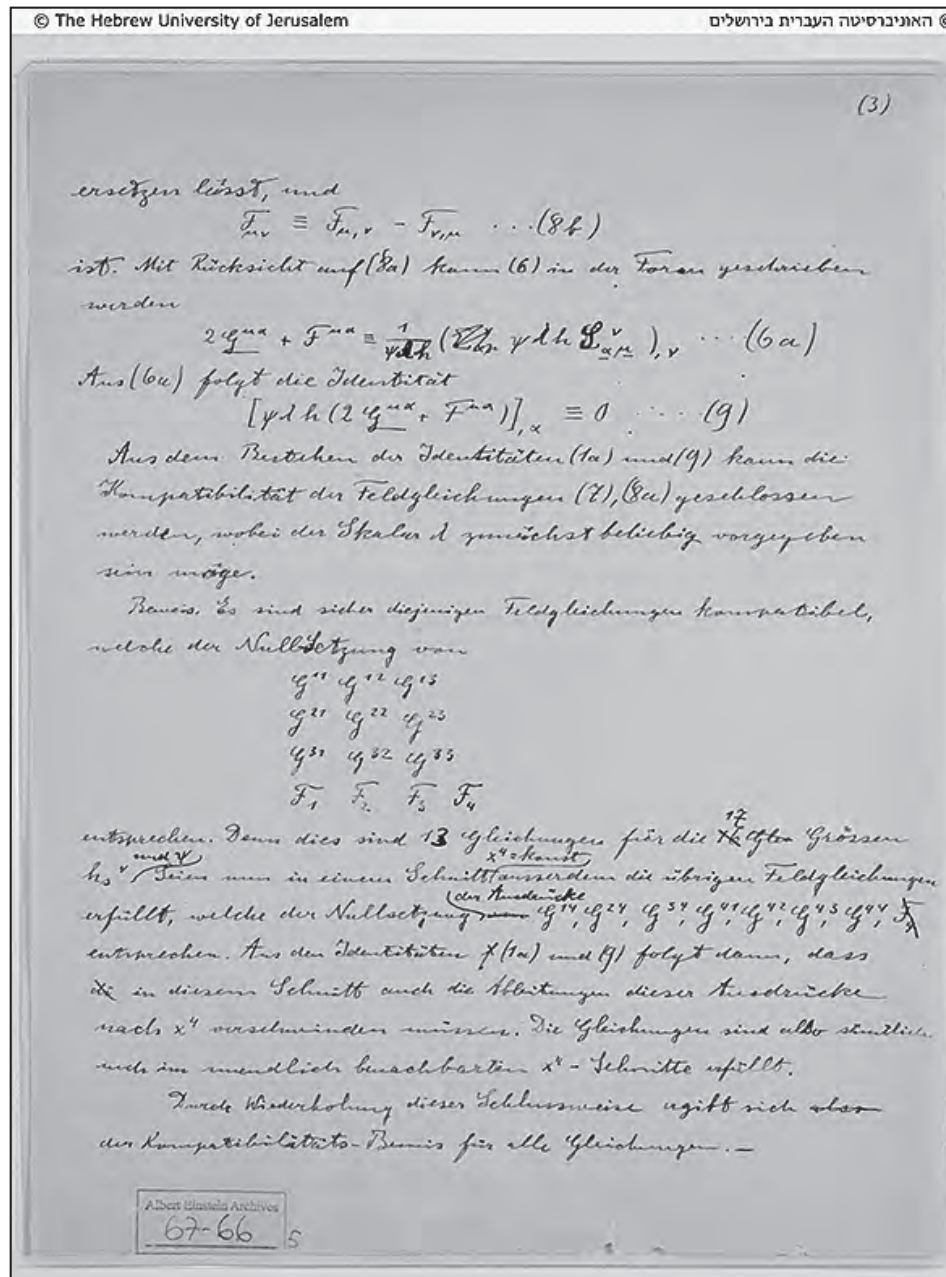 © The Hebrew University of Jerusalem
האוניברסיטה העברית בירושלים ©
(3)
ersetzen lässt, und
F_{μν} ≡ F_{μ,ν} - F_{ν,μ} ...(8b)
ist. Mit Rücksicht auf (8a) kann (6) in der Form geschrieben
werden
2 G^{μα} + F^{μα} ≡ 1/(ψλh) (ψλh 𝔏^ν_{αμ})_{,ν} ...(6a)
Aus (6a) folgt die Identität
[ψλh(2 G^{μα} + F^{μα})]_{,α} ≡ 0 .... (9)
Aus dem Bestehen der Identitäten (1a) und (9) kann die
Kompatibilität der Feldgleichungen (7), (8a) geschlossen
werden, wobei der Skalar λ zunächst beliebig vorgegeben
sein möge.
Beweis. Es sind sicher diejenigen Feldgleichungen kompatibel,
welche der Nullsetzung von
G^{11} G^{12} G^{13}
G^{21} G^{22} G^{23}
G^{31} G^{32} G^{33}
F_1 F_2 F_3 F_4
entsprechen. Denn dies sind 13 Gleichungen für die 17 Grössen
h_s^ν und ψ. Seien nun in einem Schnitt x^4=konst ausserdem die übrigen Feldgleichungen
erfüllt, welche der Nullsetzung der Ausdrücke G^{14}, G^{24}, G^{34}, G^{41}, G^{42}, G^{43}, G^{44}
entsprechen. Aus den Identitäten (1a) und (9) folgt dann, dass
in diesem Schnitt auch die Ableitungen dieser Ausdrücke
nach x^4 verschwinden müssen. Die Gleichungen sind also sämtlich
auch im unendlich benachbarten x^4-Schnitte erfüllt.
Durch Wiederholung dieser Schlussweise ergibt sich
der Kompatibilitäts-Beweis für alle Gleichungen. —
Albert Einstein Archives
67-66
5